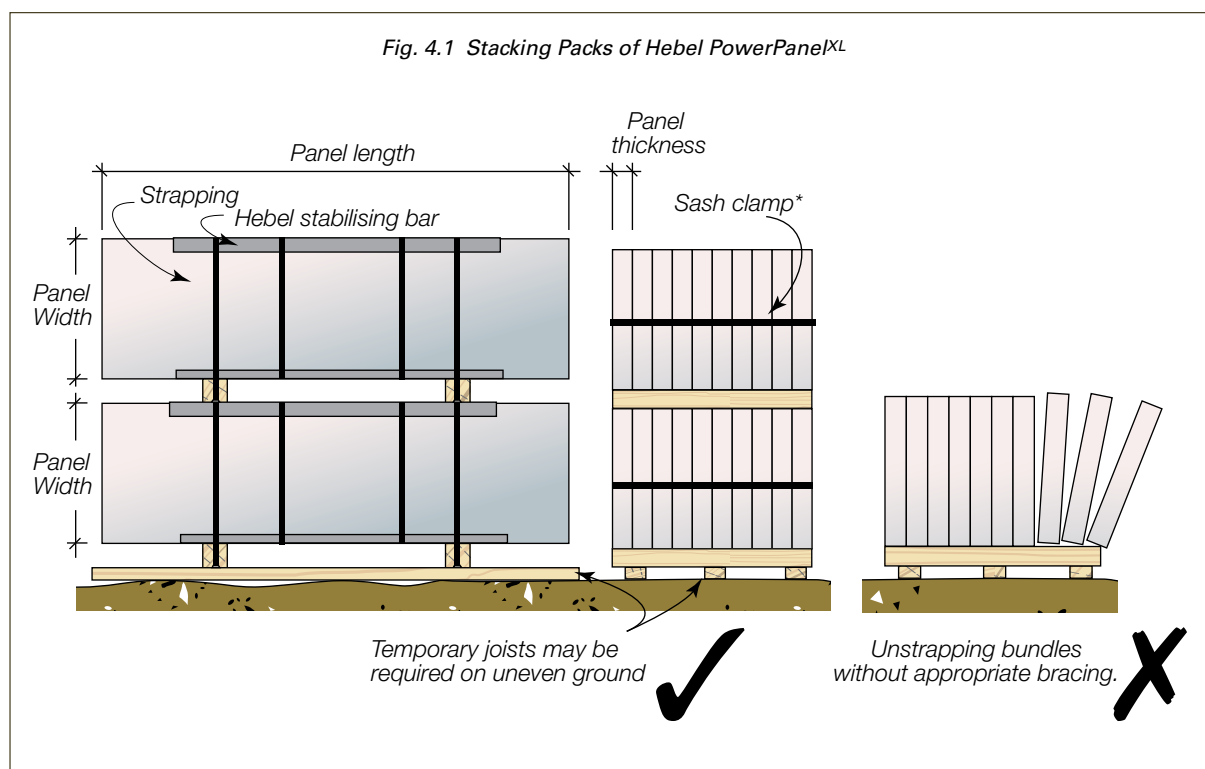 Fig. 4.1 Stacking Packs of Hebel PowerPanelXL
Panel
thickness
Panel length
Strapping
Hebel stabilising bar
Sash clamp*
Panel
Width
Panel
Width
Temporary joists may be
required on uneven ground
Unstrapping bundles
without appropriate bracing.